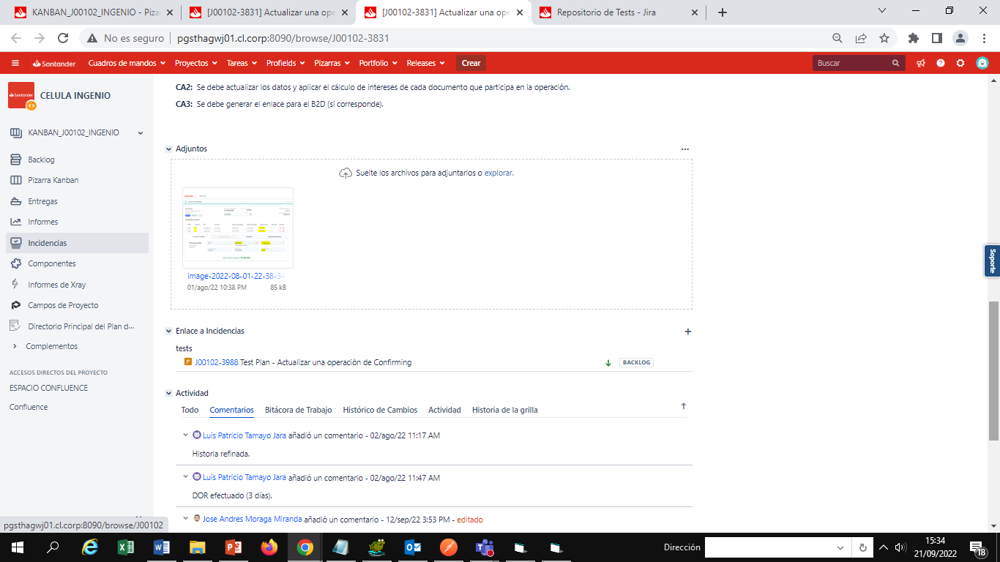 KANBAN_J00102_INGENIO - Piza
[J00102-3831] Actualizar una ope
[J00102-3831] Actualizar una ope
Repositorio de Tests - Jira
No es seguro
pgsthagwj01.cl.corp:8090/browse/J00102-3831
Santander
Cuadros de mandos
Proyectos
Tareas
Profields
Pizarras
Portfolio
Releases
Crear
Buscar
Santander
CELULA INGENIO
KANBAN_J00102_INGENIO
Backlog
Pizarra Kanban
Entregas
Informes
Incidencias
Componentes
Informes de Xray
Campos de Proyecto
Directorio Principal del Plan d...
Complementos
ACCESOS DIRECTOS DEL PROYECTO
ESPACIO CONFLUENCE
Confluence
CA2: Se debe actualizar los datos y aplicar el cálculo de intereses de cada documento que participa en la operación.
CA3: Se debe generar el enlace para el B2D (si corresponde).
Adjuntos
Suelte los archivos para adjuntarlos o explorar.
image-2022-08-01-22-38-34
01/ago/22 10:38 PM 85 kB
Enlace a Incidencias
tests
J00102-3988 Test Plan - Actualizar una operación de Confirming
BACKLOG
Actividad
Todo
Comentarios
Bitácora de Trabajo
Histórico de Cambios
Actividad
Historia de la grilla
Luis Patricio Tamayo Jara añadió un comentario - 02/ago/22 11:17 AM
Historia refinada.
Luis Patricio Tamayo Jara añadió un comentario - 02/ago/22 11:47 AM
DOR efectuado (3 días).
Jose Andres Moraga Miranda añadió un comentario - 12/sep/22 3:53 PM - editado
Soporte
pgsthagwj01.cl.corp:8090/browse/J00102
Dirección
15:34
21/09/2022
18